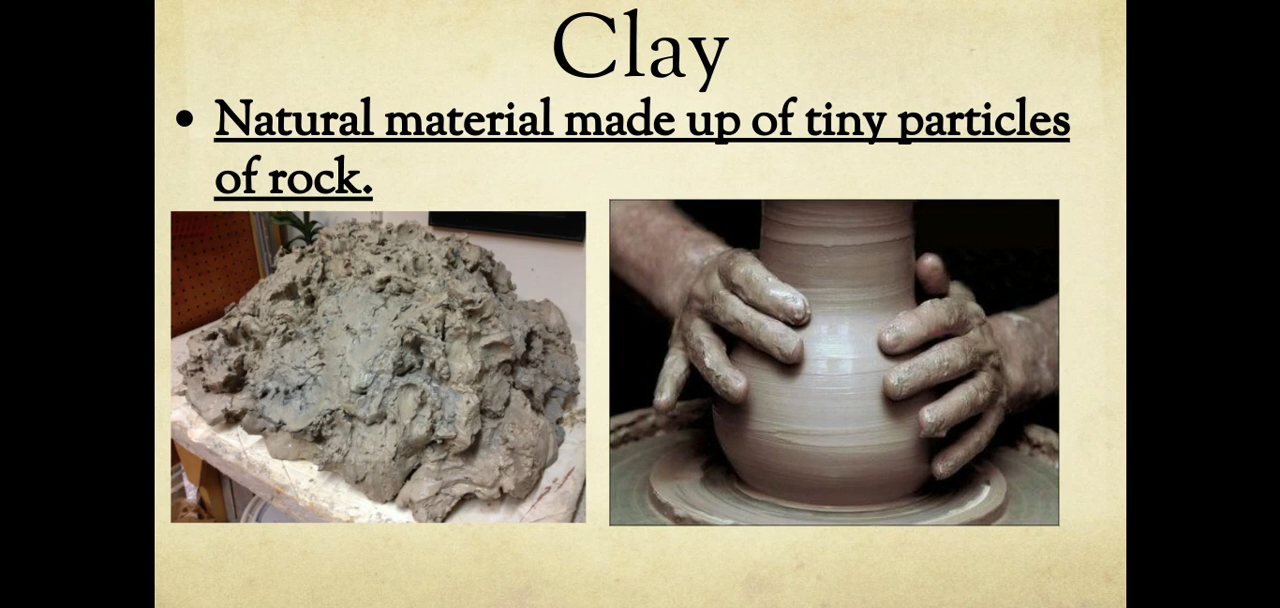 Clay
• Natural material made up of tiny particles
of rock.